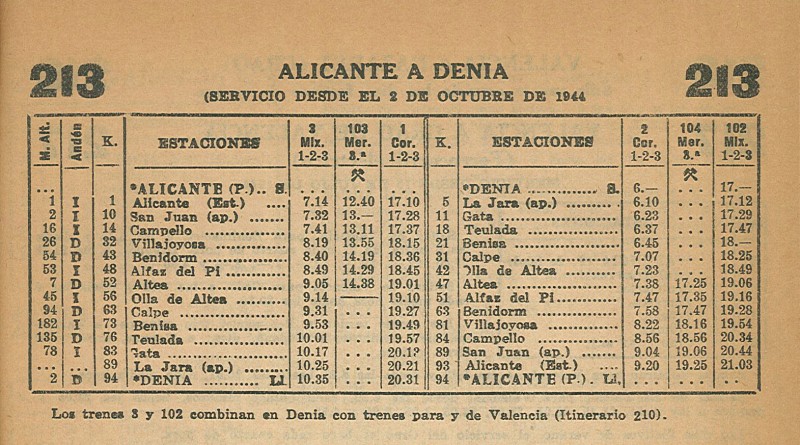 213 ALICANTE A DENIA 213
(SERVICIO DESDE EL 2 DE OCTUBRE DE 1944
M. Alt. Andén K. ESTACIONES 3 Mix. 1-2-3 103 Mer. 3.ª 1 Cor. 1-2-3 K. ESTACIONES 2 Cor. 1-2-3 104 Mer. 3.ª 102 Mix. 1-2-3
... *ALICANTE (P.).. S. ... ... ... *DENIA ............ S. 6.— ... 17.—
1 I 1 Alicante (Est.) .... 7.14 12.40 17.10 5 La Jara (ap.) ......... 6.10 ... 17.12
2 I 10 San Juan (ap.) ........ 7.32 13.— 17.28 11 Gata ..................... 6.23 ... 17.29
16 I 14 Campello ............... 7.41 13.11 17.37 18 Teulada ................ 6.37 ... 17.47
26 D 32 Villajoyosa ............ 8.19 13.55 18.15 21 Benisa .................. 6.45 ... 18.—
54 D 43 Benidorm .............. 8.40 14.19 18.36 31 Calpe .................... 7.07 ... 18.25
53 I 48 Alfaz del Pi ........... 8.49 14.29 18.45 42 Olla de Altea ......... 7.23 ... 18.49
7 D 52 Altea .................... 9.05 14.38 19.01 47 Altea .................... 7.38 17.25 19.06
45 I 56 Olla de Altea ......... 9.14 —— 19.10 51 Alfaz del Pi ........... 7.47 17.35 19.16
94 D 63 Calpe .................... 9.31 ... 19.27 63 Benidorm .............. 7.58 17.47 19.28
182 I 73 Benisa .................. 9.53 ... 19.49 81 Villajoyosa ............ 8.22 18.16 19.54
135 D 76 Teulada ................ 10.01 ... 19.57 84 Campello ............... 8.56 18.56 20.34
78 I 83 Gata ..................... 10.17 ... 20.13 89 San Juan (ap.) ....... 9.04 19.06 20.44
... ... 89 La Jara (ap.) ......... 10.25 ... 20.21 93 Alicante (Est.) .... 9.20 19.25 21.03
2 D 94 *DENIA ............ Ll. 10.35 ... 20.31 94 *ALICANTE (P.). Ll. ... ... ...
Los trenes 3 y 102 combinan en Denia con trenes para y de Valencia (Itinerario 210).